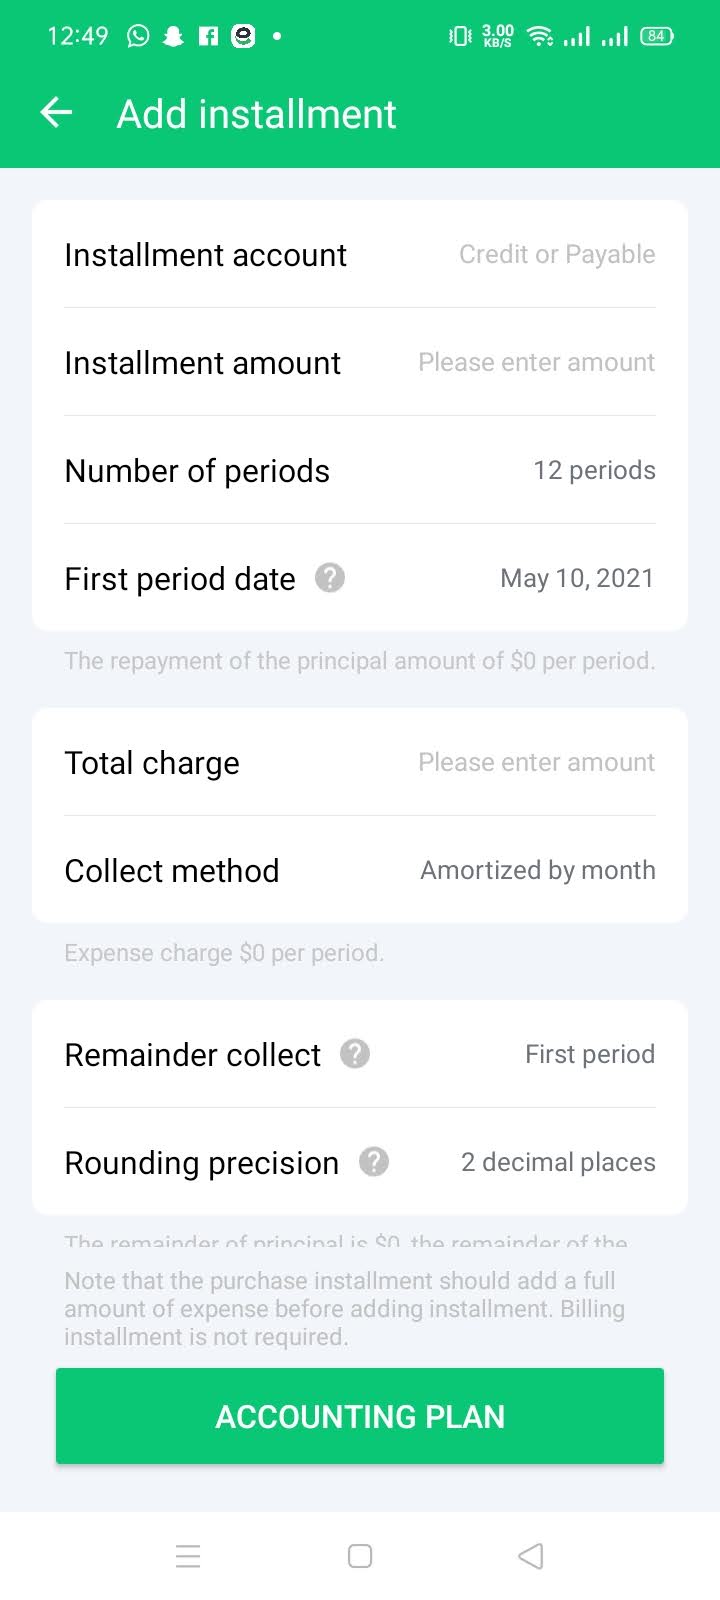 12:49
3.00
KB/S
84
Add installment
Installment account Credit or Payable
Installment amount Please enter amount
Number of periods 12 periods
First period date ? May 10, 2021
The repayment of the principal amount of $0 per period.
Total charge Please enter amount
Collect method Amortized by month
Expense charge $0 per period.
Remainder collect ? First period
Rounding precision ? 2 decimal places
The remainder of principal is $0, the remainder of the
Note that the purchase installment should add a full
amount of expense before adding installment. Billing
installment is not required.
ACCOUNTING PLAN